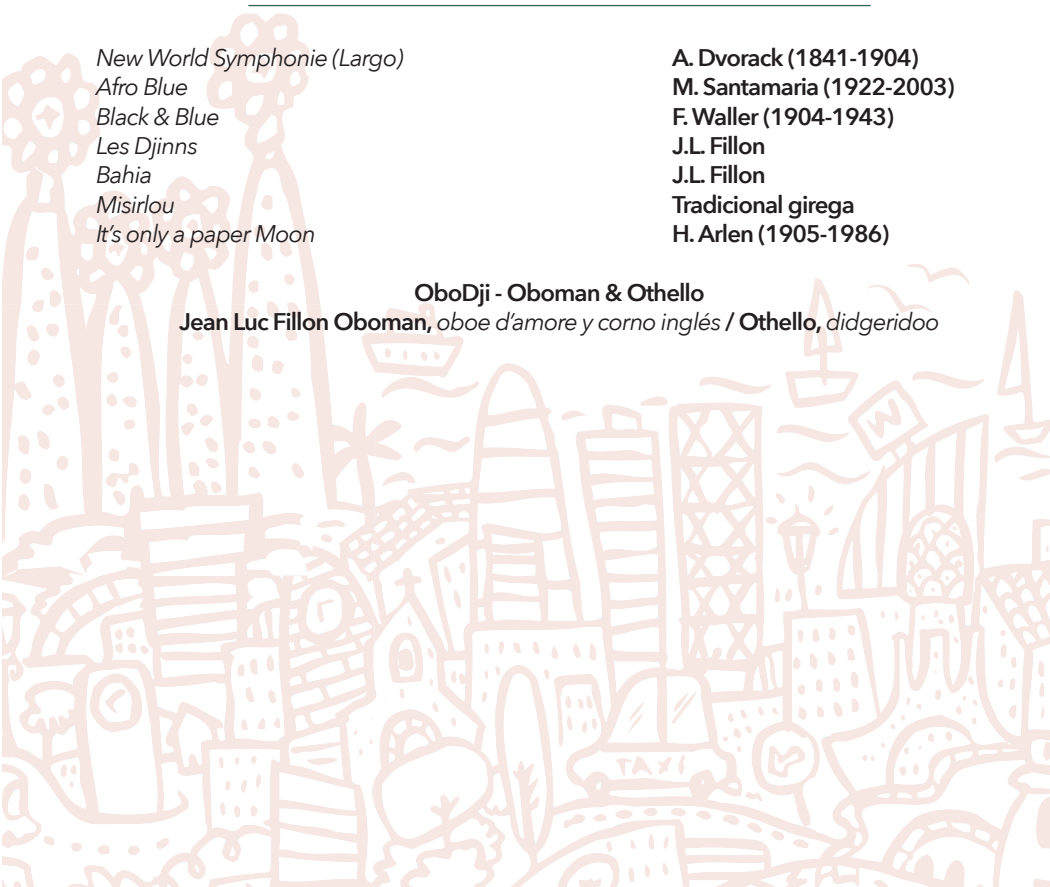 New World Symphonie (Largo) A. Dvorack (1841-1904)
Afro Blue M. Santamaria (1922-2003)
Black & Blue F. Waller (1904-1943)
Les Djinns J.L. Fillon
Bahia J.L. Fillon
Misirlou Tradicional girega
It's only a paper Moon H. Arlen (1905-1986)
OboDji - Oboman & Othello
Jean Luc Fillon Oboman, oboe d'amore y corno inglés / Othello, didgeridoo
TAXI